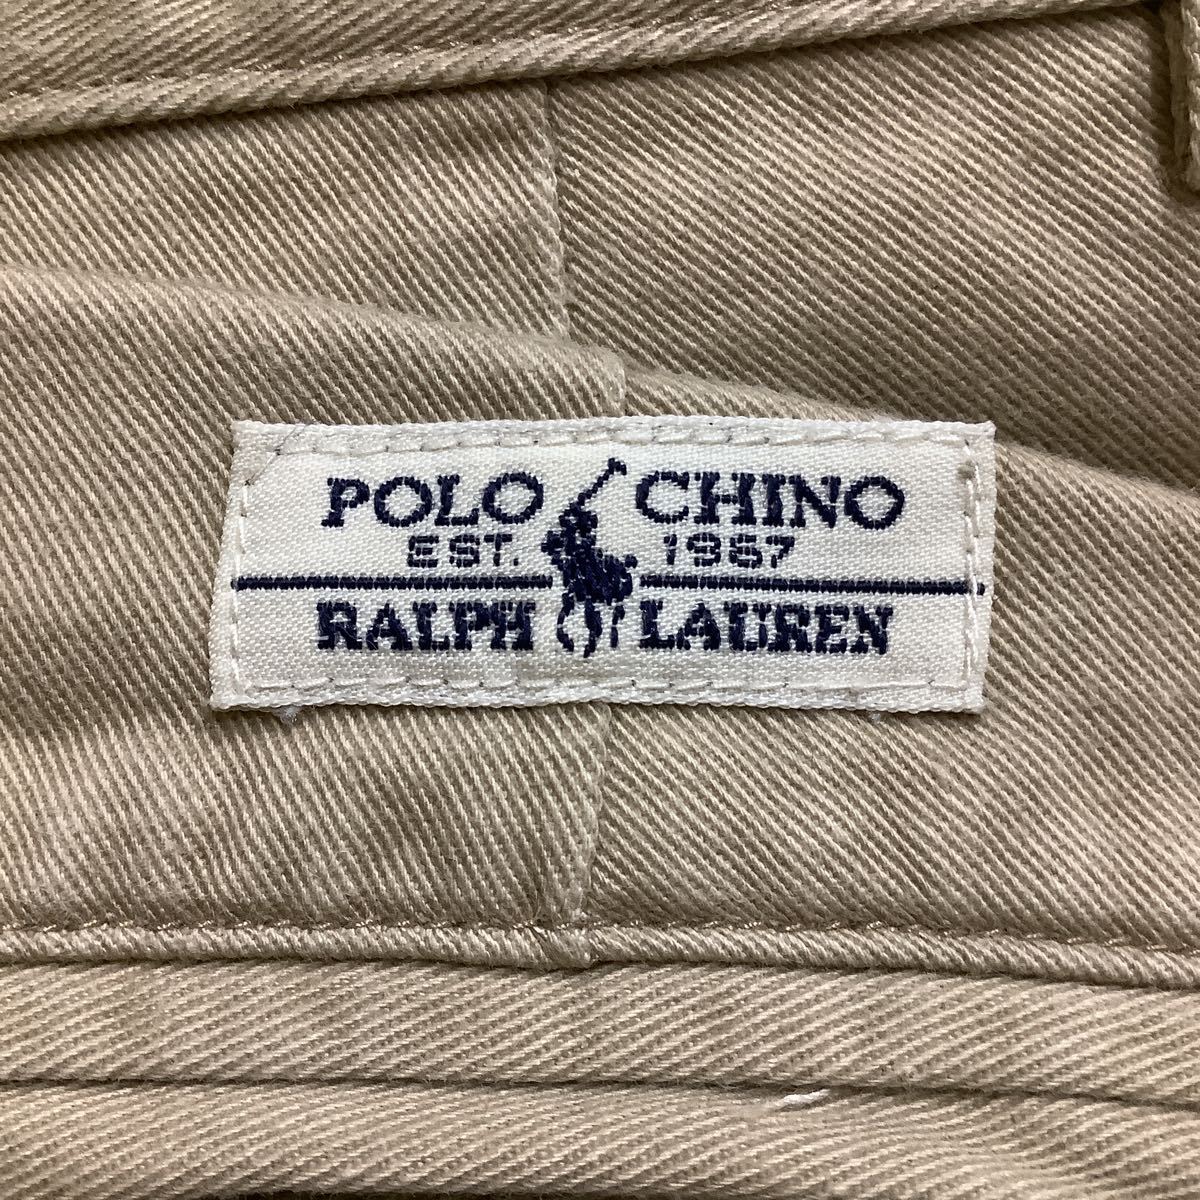 POLO CHINO
EST. 1967
RALPH LAUREN